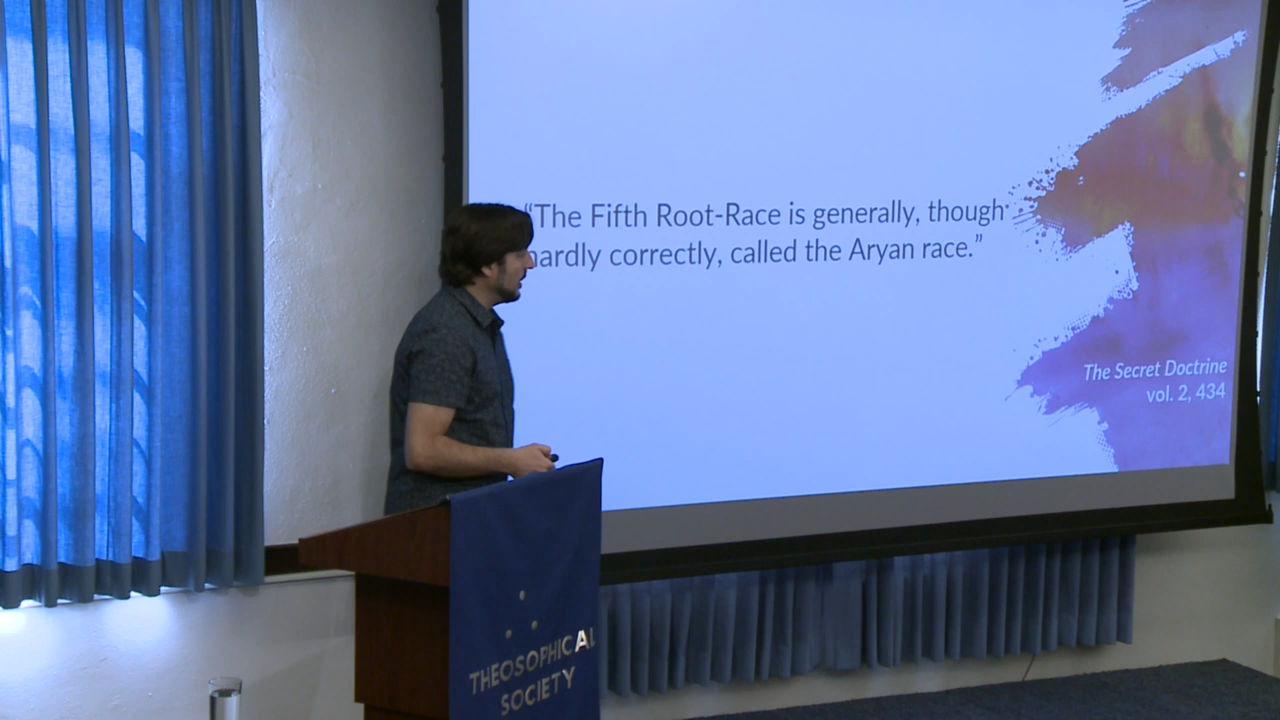 “The Fifth Root-Race is generally, though
hardly correctly, called the Aryan race.”
The Secret Doctrine
vol. 2, 434
THEOSOPHICAL
SOCIETY